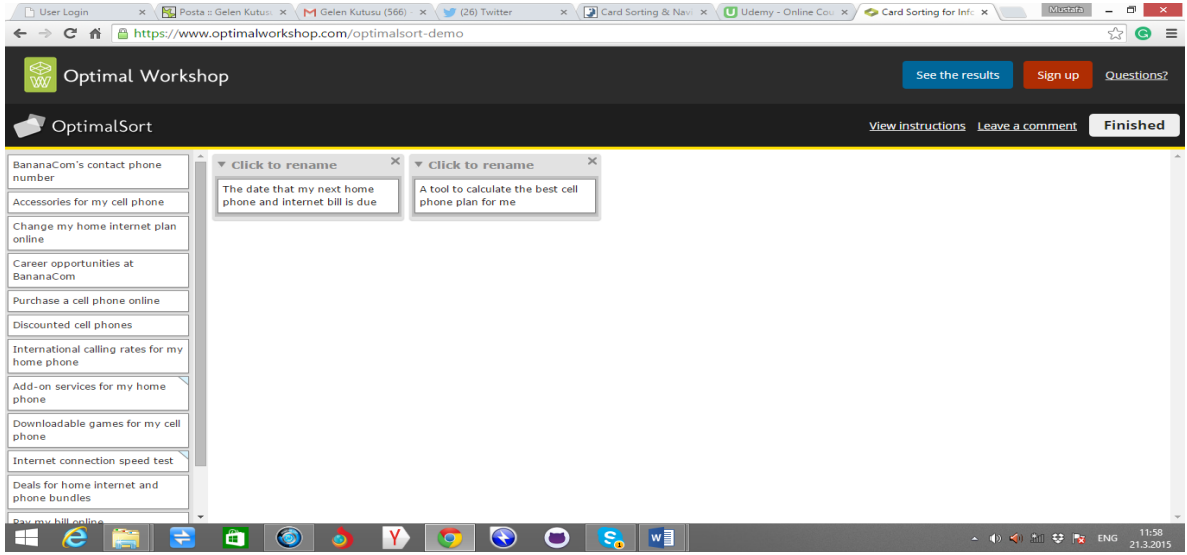 User Login
Posta :: Gelen Kutusu
Gelen Kutusu (566) -
(26) Twitter
Card Sorting & Navi
Udemy - Online Cou
Card Sorting for Info
Mustafa
https://www.optimalworkshop.com/optimalsort-demo
Optimal Workshop
See the results
Sign up
Questions?
OptimalSort
View instructions
Leave a comment
Finished
BananaCom's contact phone
number
Accessories for my cell phone
Change my home internet plan
online
Career opportunities at
BananaCom
Purchase a cell phone online
Discounted cell phones
International calling rates for my
home phone
Add-on services for my home
phone
Downloadable games for my cell
phone
Internet connection speed test
Deals for home internet and
phone bundles
Pay my bill online
Click to rename
The date that my next home
phone and internet bill is due
Click to rename
A tool to calculate the best cell
phone plan for me
ENG
11:58
21.3.2015